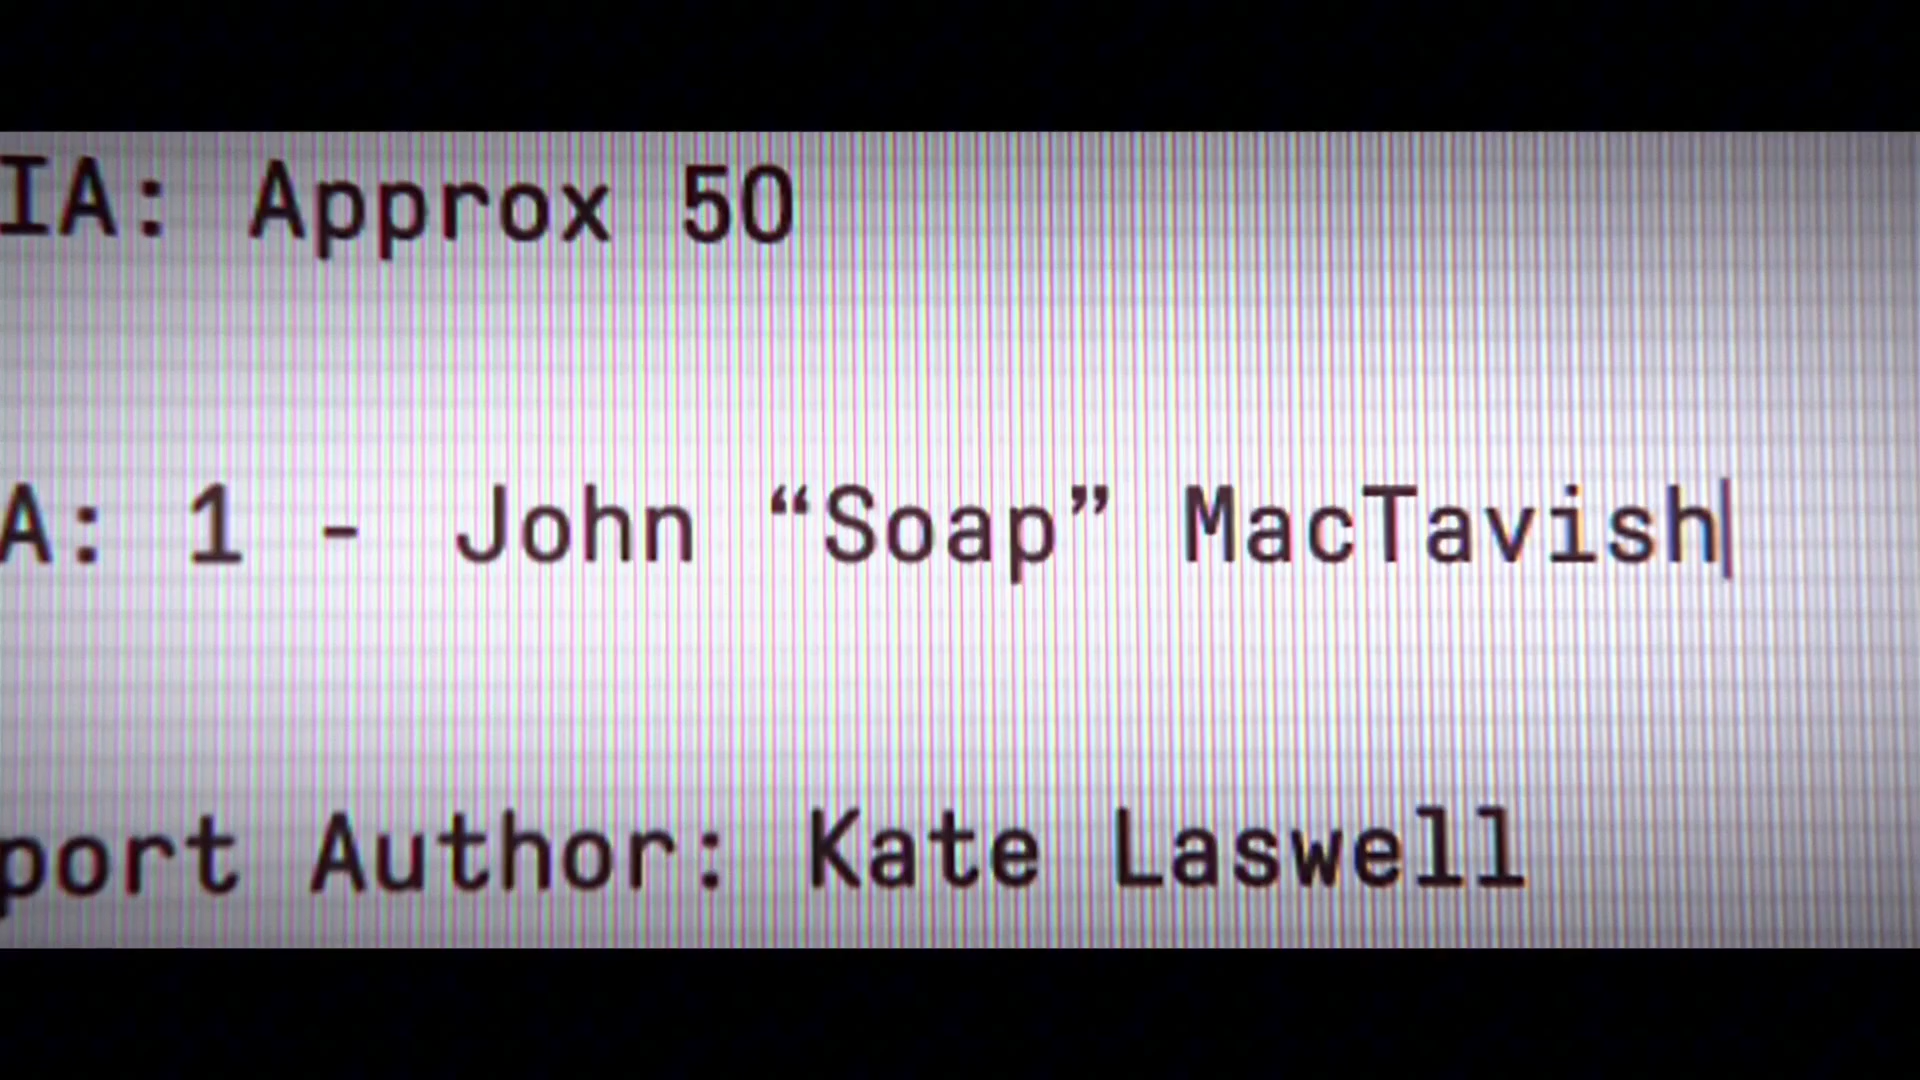 IA: Approx 50
A: 1 - John “Soap” MacTavish
port Author: Kate Laswell